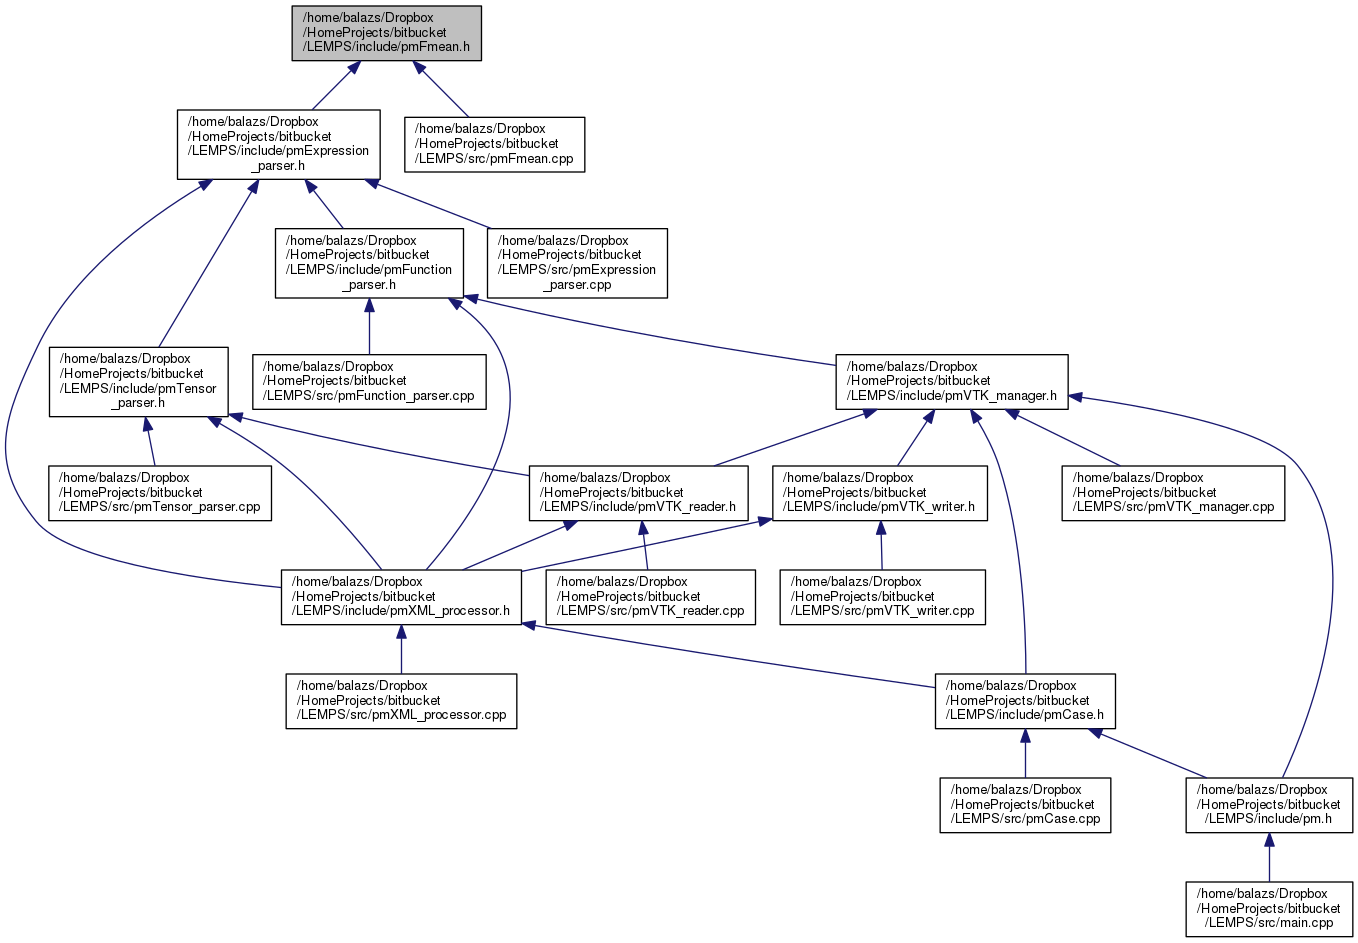 /home/balazs/Dropbox
/HomeProjects/bitbucket
/LEMPS/include/pmFmean.h
/home/balazs/Dropbox
/HomeProjects/bitbucket
/LEMPS/include/pmExpression
_parser.h
/home/balazs/Dropbox
/HomeProjects/bitbucket
/LEMPS/src/pmFmean.cpp
/home/balazs/Dropbox
/HomeProjects/bitbucket
/LEMPS/include/pmFunction
_parser.h
/home/balazs/Dropbox
/HomeProjects/bitbucket
/LEMPS/src/pmExpression
_parser.cpp
/home/balazs/Dropbox
/HomeProjects/bitbucket
/LEMPS/include/pmTensor
_parser.h
/home/balazs/Dropbox
/HomeProjects/bitbucket
/LEMPS/src/pmFunction_parser.cpp
/home/balazs/Dropbox
/HomeProjects/bitbucket
/LEMPS/include/pmVTK_manager.h
/home/balazs/Dropbox
/HomeProjects/bitbucket
/LEMPS/src/pmTensor_parser.cpp
/home/balazs/Dropbox
/HomeProjects/bitbucket
/LEMPS/include/pmVTK_reader.h
/home/balazs/Dropbox
/HomeProjects/bitbucket
/LEMPS/include/pmVTK_writer.h
/home/balazs/Dropbox
/HomeProjects/bitbucket
/LEMPS/src/pmVTK_manager.cpp
/home/balazs/Dropbox
/HomeProjects/bitbucket
/LEMPS/include/pmXML_processor.h
/home/balazs/Dropbox
/HomeProjects/bitbucket
/LEMPS/src/pmVTK_reader.cpp
/home/balazs/Dropbox
/HomeProjects/bitbucket
/LEMPS/src/pmVTK_writer.cpp
/home/balazs/Dropbox
/HomeProjects/bitbucket
/LEMPS/src/pmXML_processor.cpp
/home/balazs/Dropbox
/HomeProjects/bitbucket
/LEMPS/include/pmCase.h
/home/balazs/Dropbox
/HomeProjects/bitbucket
/LEMPS/src/pmCase.cpp
/home/balazs/Dropbox
/HomeProjects/bitbucket
/LEMPS/include/pm.h
/home/balazs/Dropbox
/HomeProjects/bitbucket
/LEMPS/src/main.cpp